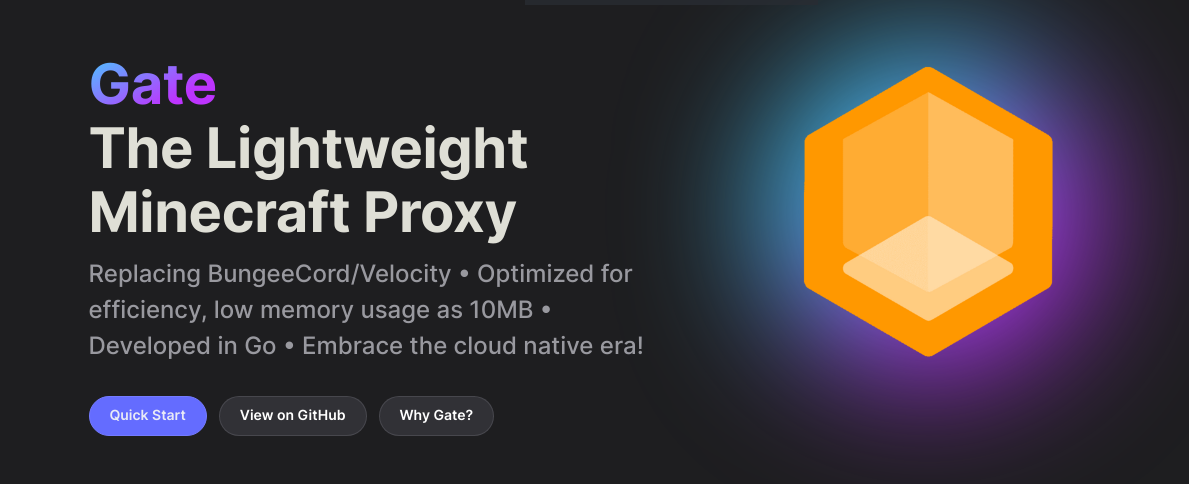 Gate
The Lightweight
Minecraft Proxy
Replacing BungeeCord/Velocity • Optimized for
efficiency, low memory usage as 10MB •
Developed in Go • Embrace the cloud native era!
Quick Start View on GitHub Why Gate?